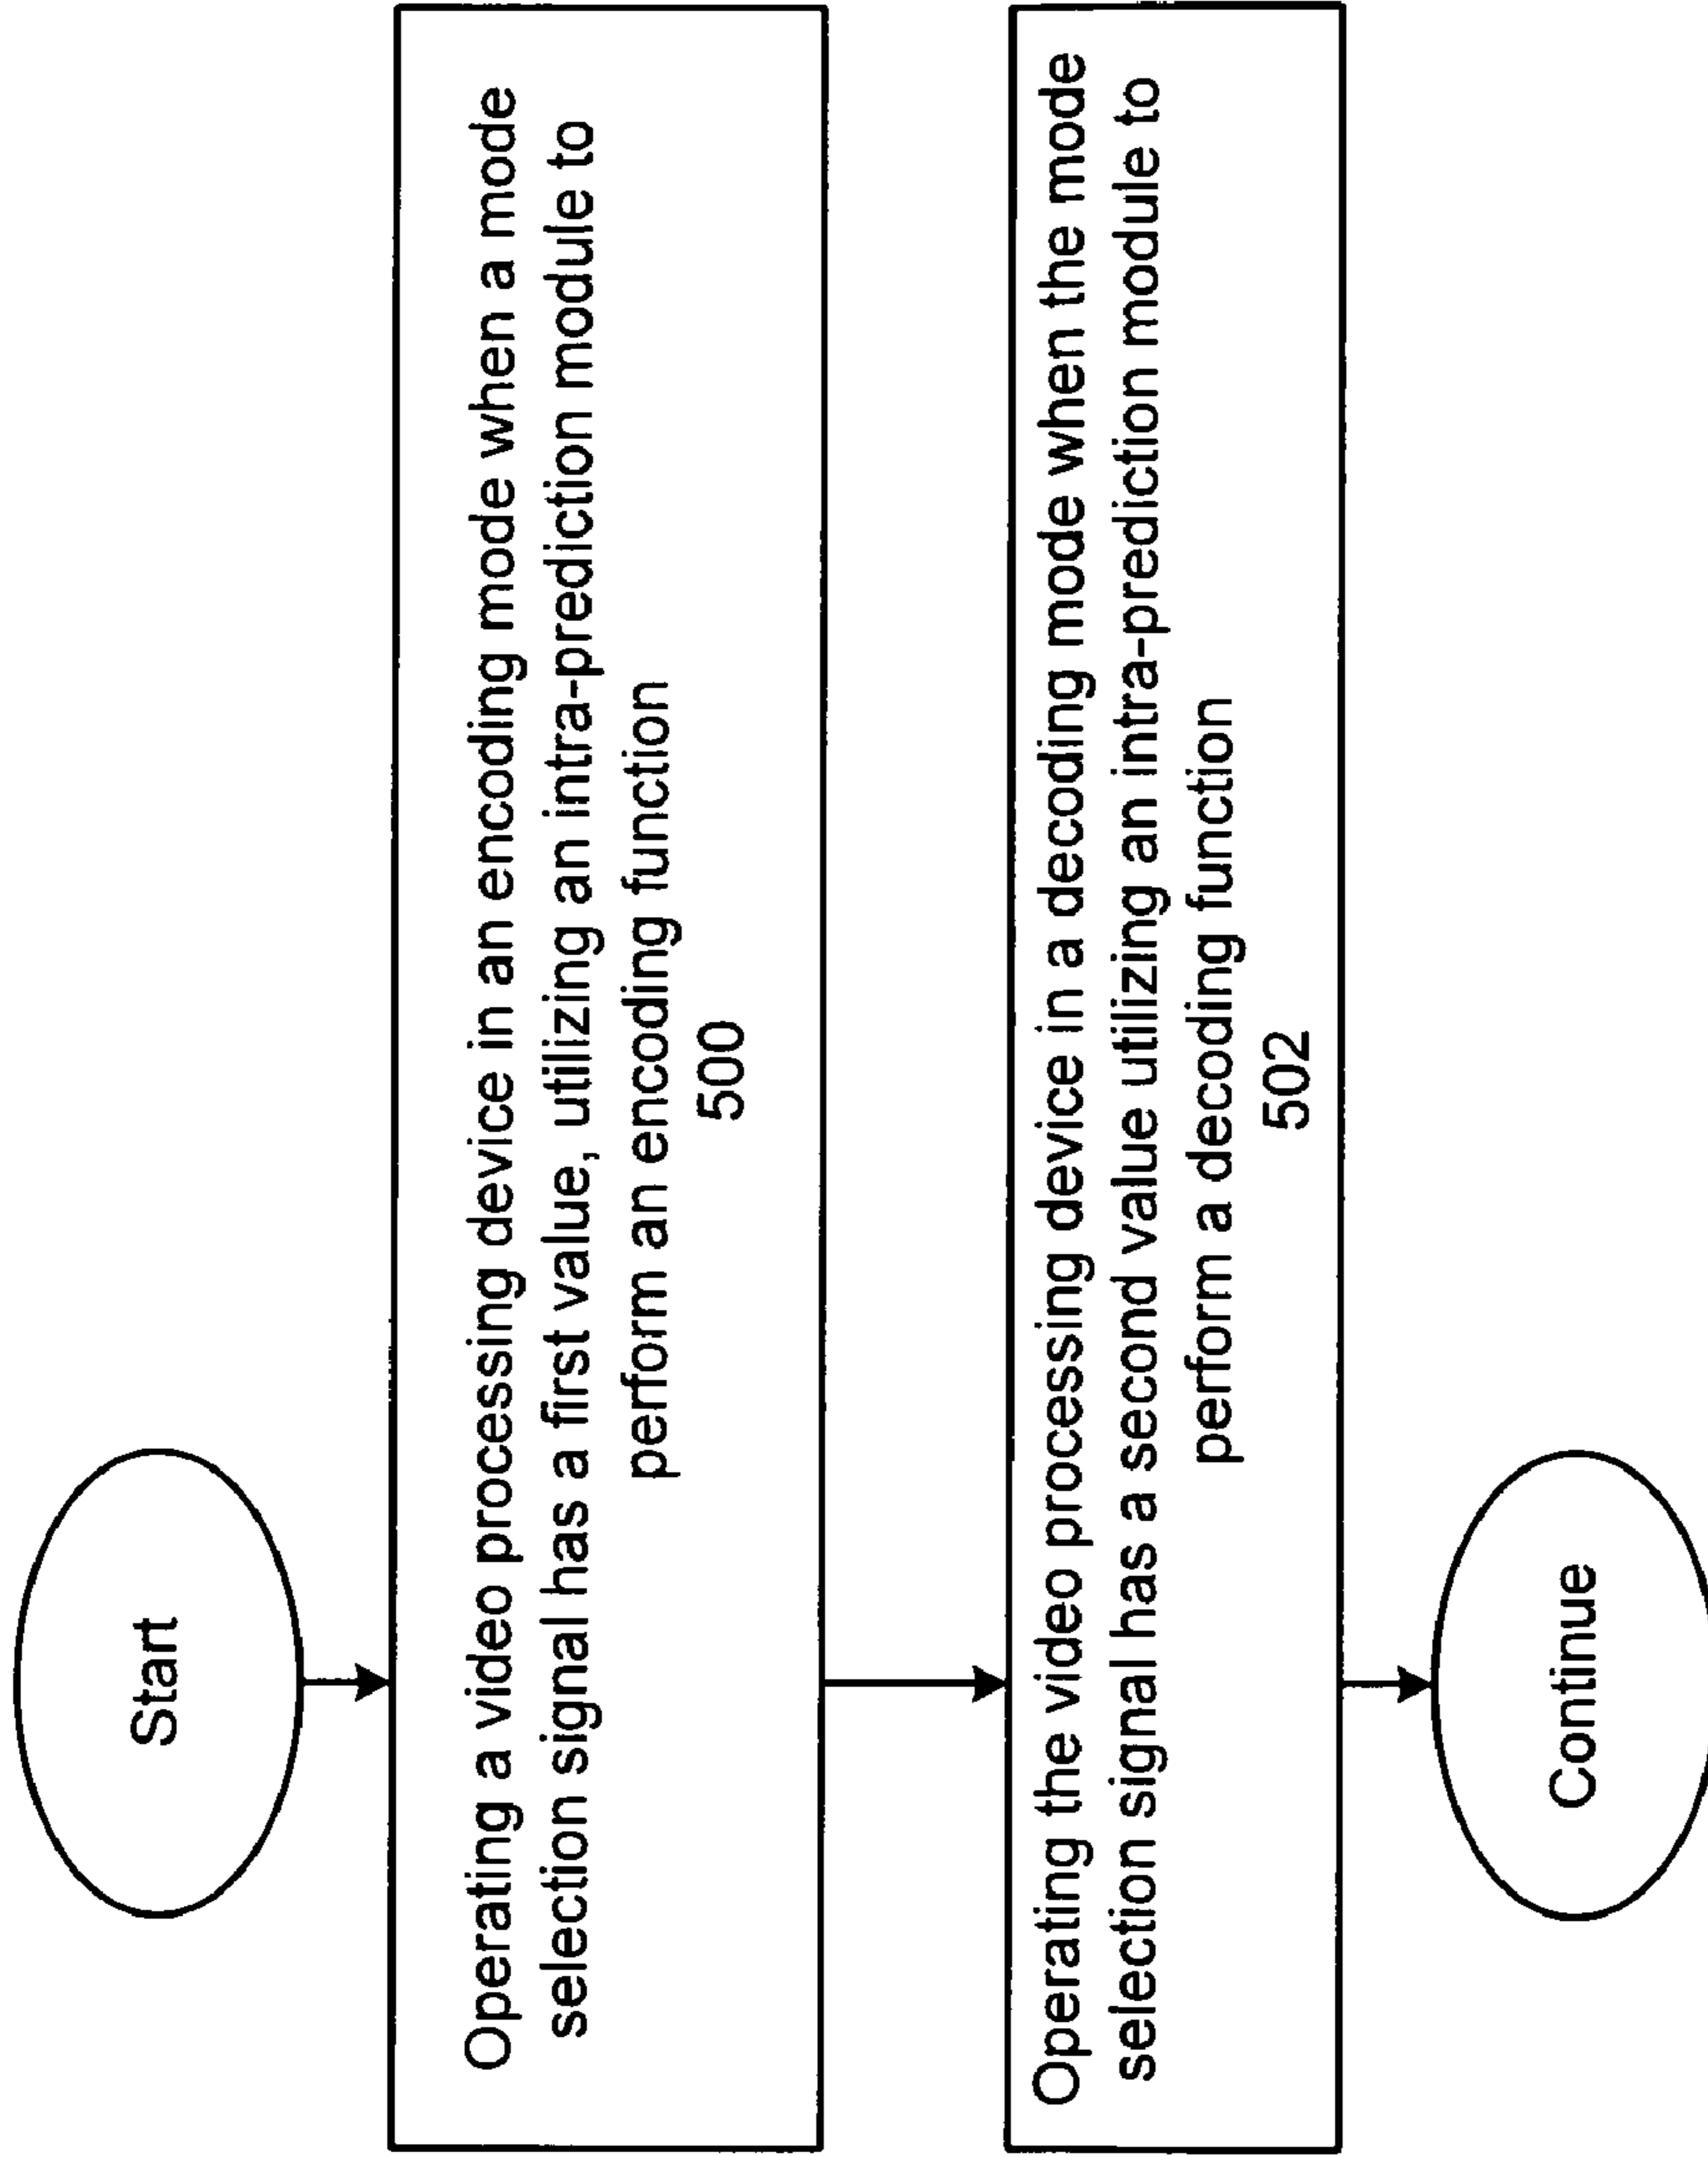 Start
Operating a video processing device in an encoding mode when a mode
selection signal has a first value, utilizing an intra-prediction module to
perform an encoding function
500
Operating the video processing device in a decoding mode when the mode
selection signal has a second value utilizing an intra-prediction module to
perform a decoding function
502
Continue